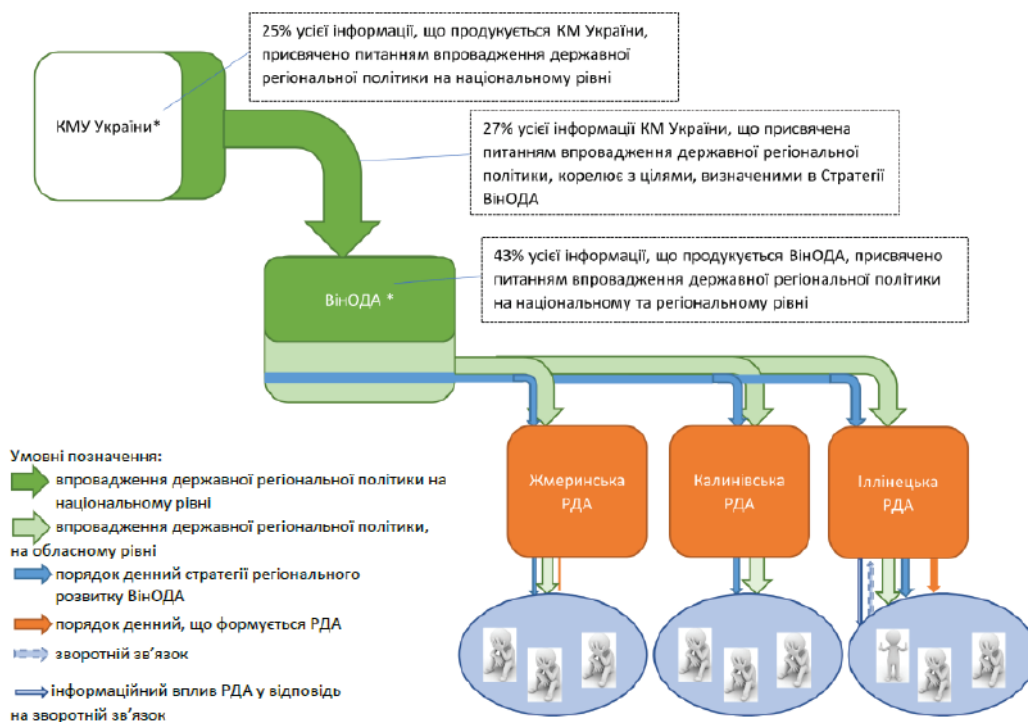 25% усієї інформації, що продукується КМ України,
присвячено питанням впровадження державної
регіональної політики на національному рівні
КМУ України*
27% усієї інформації КМ України, що присвячена
питанням впровадження державної регіональної
політики, корелює з цілями, визначеними в Стратегії
ВінОДА
43% усієї інформації, що продукується ВінОДА, присвячено
питанням впровадження державної регіональної політики
на національному та регіональному рівні
ВінОДА *
Жмеринська
РДА
Калинівська
РДА
Іллінецька
РДА
Умовні позначення:
впровадження державної регіональної політики на
національному рівні
впровадження державної регіональної політики,
на обласному рівні
порядок денний стратегії регіонального
розвитку ВінОДА
порядок денний, що формується РДА
зворотній зв'язок
інформаційний вплив РДА у відповідь
на зворотній зв'язок